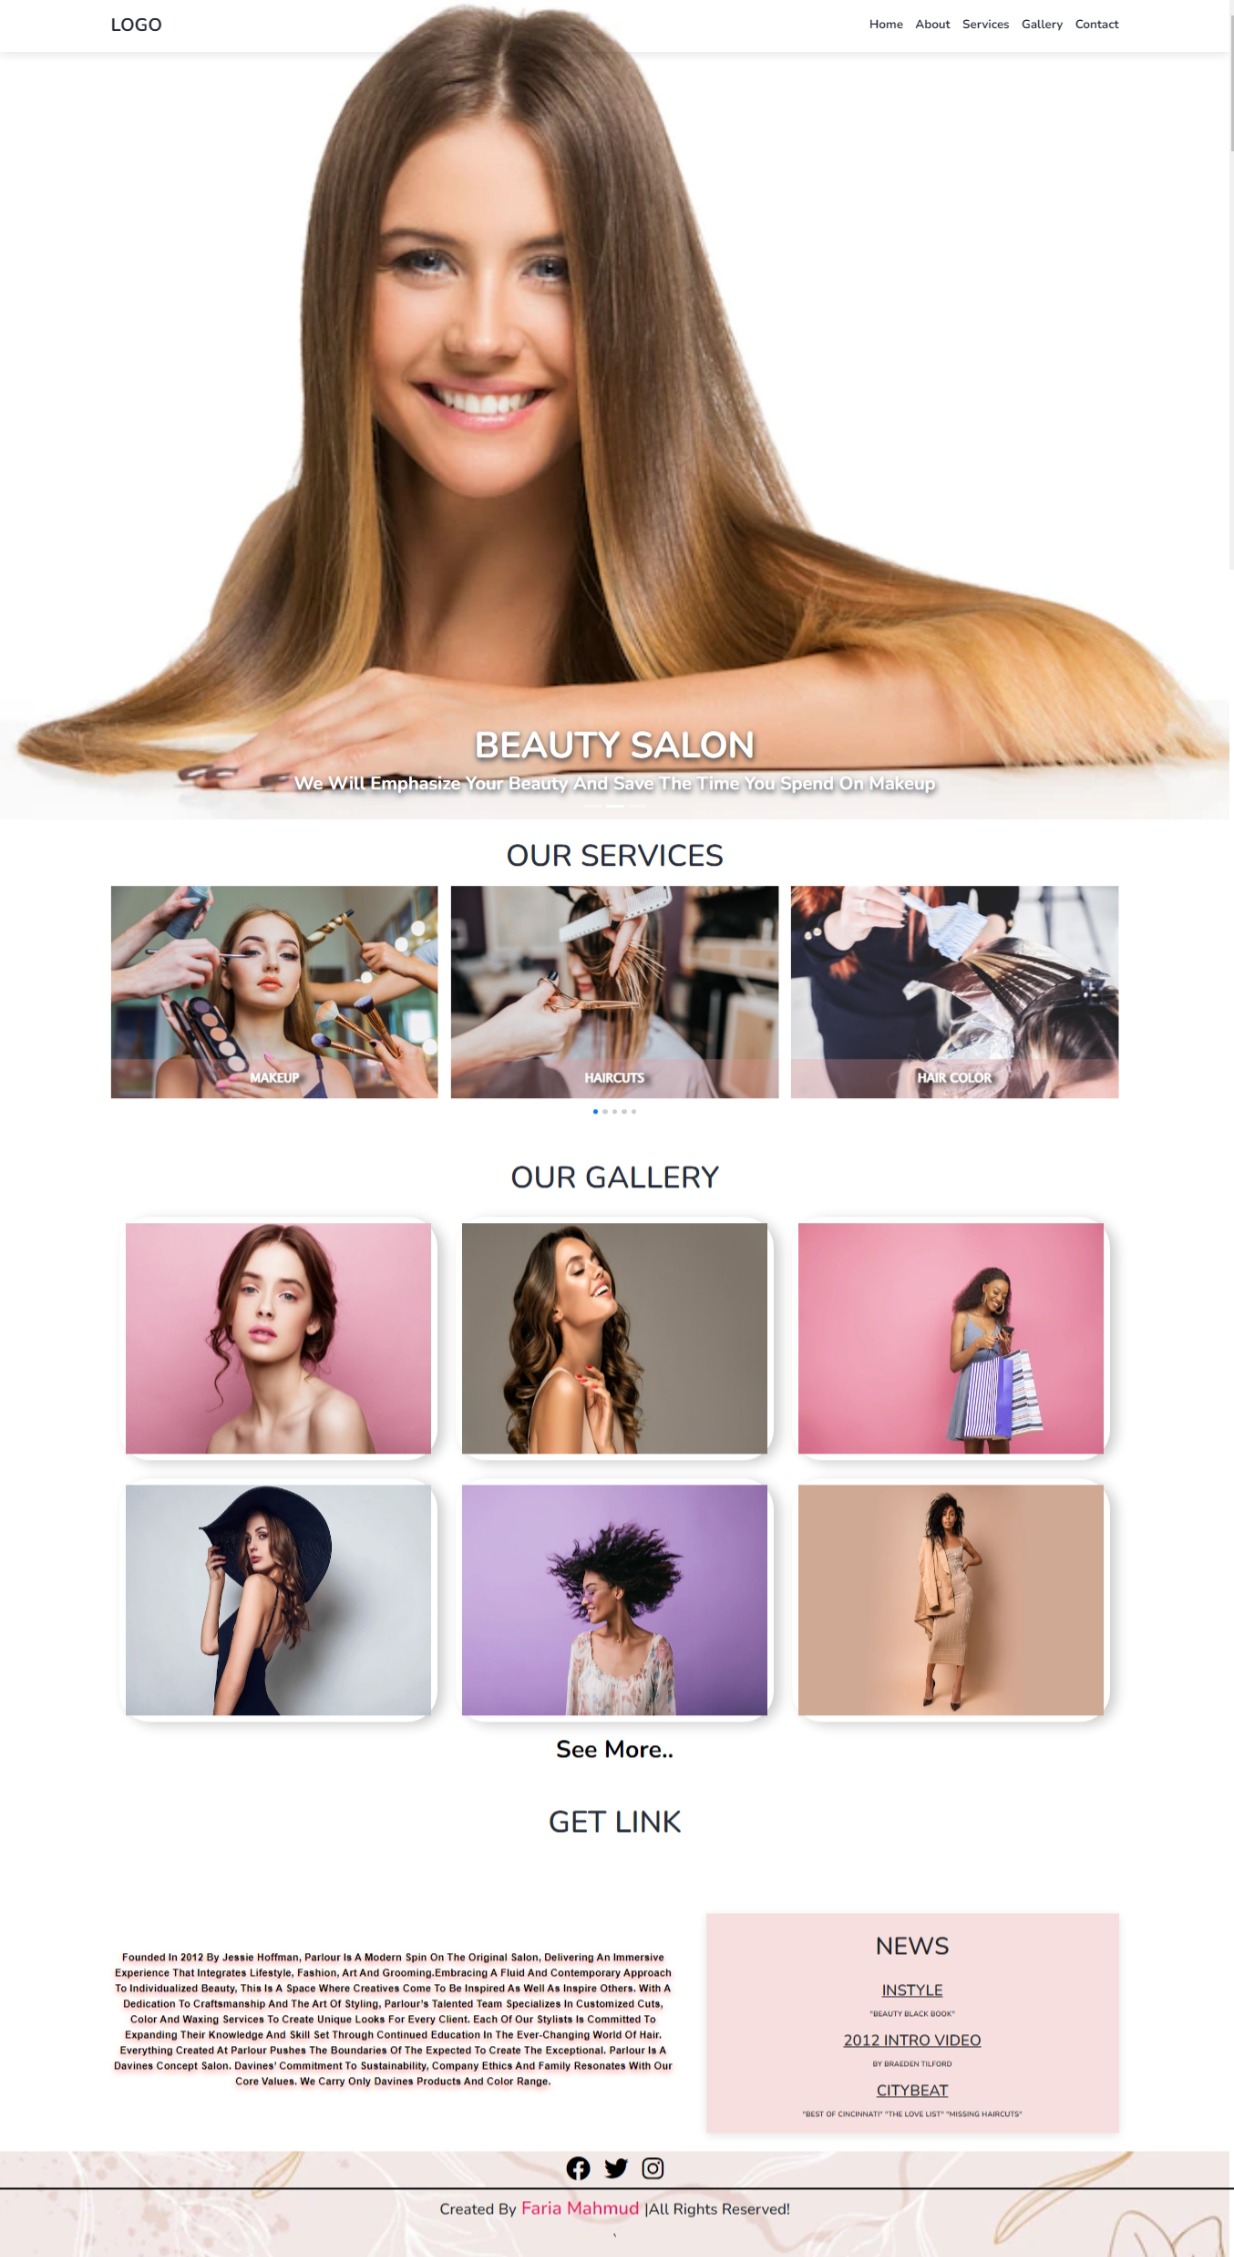 LOGO
Home About Services Gallery Contact
BEAUTY SALON
We Will Emphasize Your Beauty And Save The Time You Spend On Makeup
OUR SERVICES
MAKEUP
HAIRCUTS
HAIR COLOR
OUR GALLERY
See More..
GET LINK
Founded In 2012 By Jessie Hoffman, Parlour Is A Modern Spin On The Original Salon, Delivering An Immersive
Experience That Integrates Lifestyle, Fashion, Art And Grooming.Embracing A Fluid And Contemporary Approach
To Individualized Beauty, This Is A Space Where Creatives Come To Be Inspired As Well As Inspire Others. With A
Dedication To Craftsmanship And The Art Of Styling, Parlour's Talented Team Specializes In Customized Cuts,
Color And Waxing Services To Create Unique Looks For Every Client. Each Of Our Stylists Is Committed To
Expanding Their Knowledge And Skill Set Through Continued Education In The Ever-Changing World Of Hair.
Everything Created At Parlour Pushes The Boundaries Of The Expected To Create The Exceptional. Parlour Is A
Davines Concept Salon. Davines' Commitment To Sustainability, Company Ethics And Family Resonates With Our
Core Values. We Carry Only Davines Products And Color Range.
NEWS
INSTYLE
"BEAUTY BLACK BOOK"
2012 INTRO VIDEO
BY BRAEDEN TILFORD
CITYBEAT
"BEST OF CINCINNATI" "THE LOVE LIST" "MISSING HAIRCUTS"
Created By Faria Mahmud |All Rights Reserved!
`